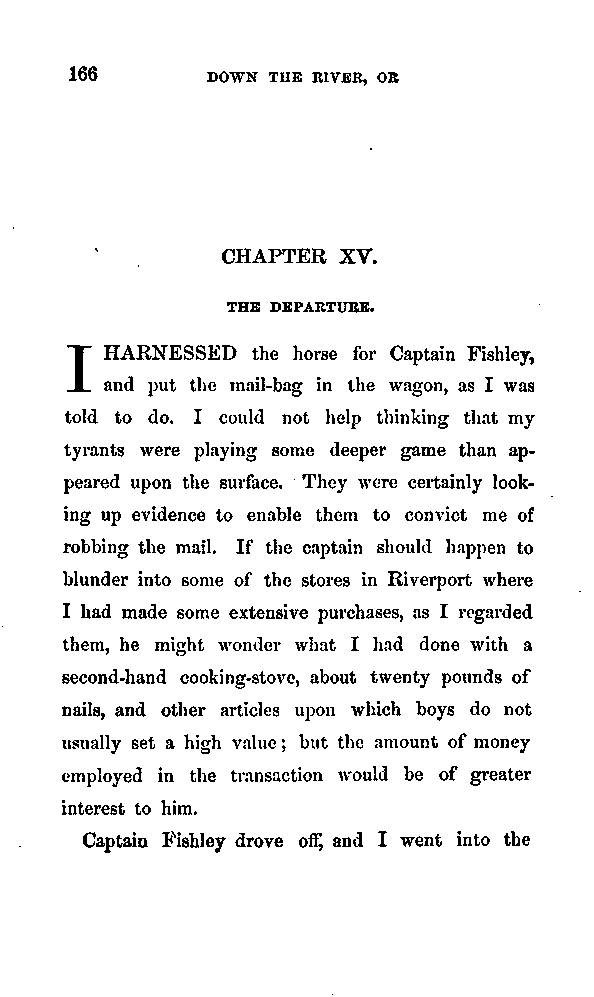 166 DOWN THE RIVER, OR
CHAPTER XV.
THE DEPARTURE.
I HARNESSED the horse for Captain Fishley,
and put the mail-bag in the wagon, as I was
told to do. I could not help thinking that my
tyrants were playing some deeper game than ap-
peared upon the surface. They were certainly look-
ing up evidence to enable them to convict me of
robbing the mail. If the captain should happen to
blunder into some of the stores in Riverport where
I had made some extensive purchases, as I regarded
them, he might wonder what I had done with a
second-hand cooking-stove, about twenty pounds of
nails, and other articles upon which boys do not
usually set a high value; but the amount of money
employed in the transaction would be of greater
interest to him.
Captain Fishley drove off, and I went into the